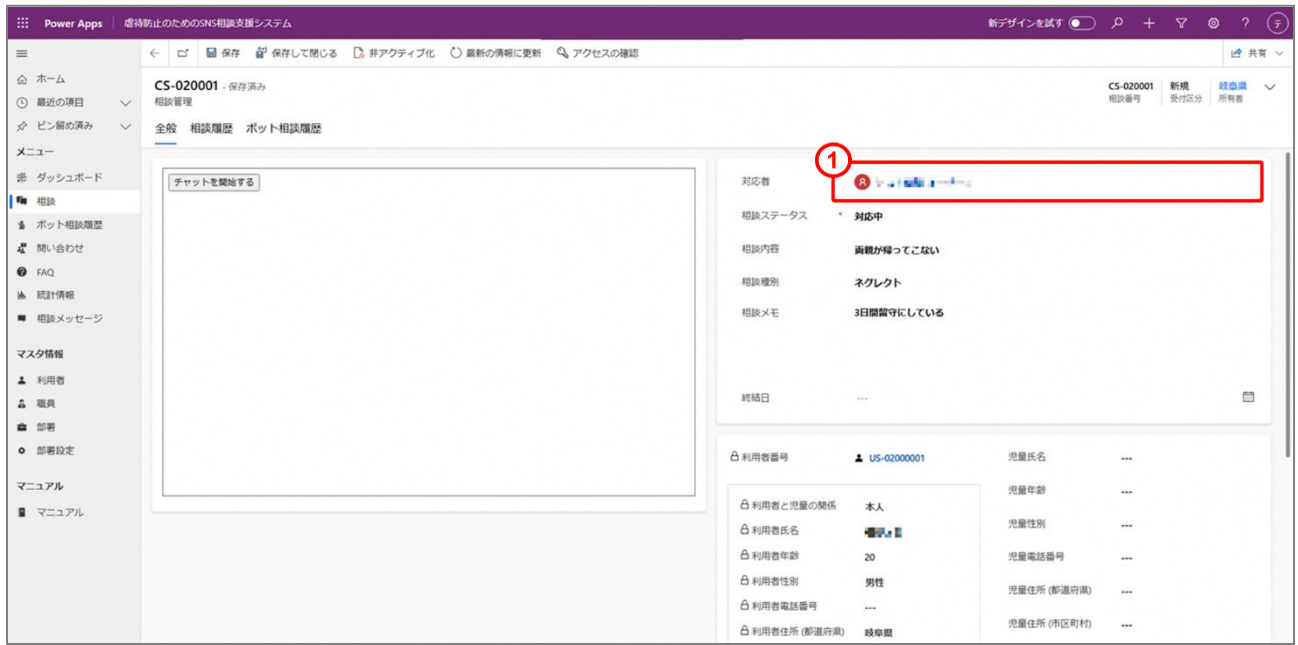 Power Apps 虐待防止のためのSNS相談支援システム 新デザインを試す ? テ
保存 保存して閉じる 非アクティブ化 最新の情報に更新 アクセスの確認 共有
ホーム
最近の項目
ピン留め済み
メニュー
ダッシュボード
相談
ボット相談履歴
問い合わせ
FAQ
統計情報
相談メッセージ
マスタ情報
利用者
職員
部署
部署設定
マニュアル
マニュアル
CS-020001 - 保存済み
相談管理
CS-020001 新規 岐阜県
相談番号 受付区分 所有者
全般 相談履歴 ボット相談履歴
チャットを開始する
1
対応者
相談ステータス * 対応中
相談内容 両親が帰ってこない
相談種別 ネグレクト
相談メモ 3日間留守にしている
終結日 ---
利用者番号 US-02000001
利用者と児童の関係 本人
利用者氏名
利用者年齢 20
利用者性別 男性
利用者電話番号 ---
利用者住所 (都道府県) 岐阜県
児童氏名 ---
児童年齢 ---
児童性別 ---
児童電話番号 ---
児童住所 (都道府県) ---
児童住所 (市区町村) ---